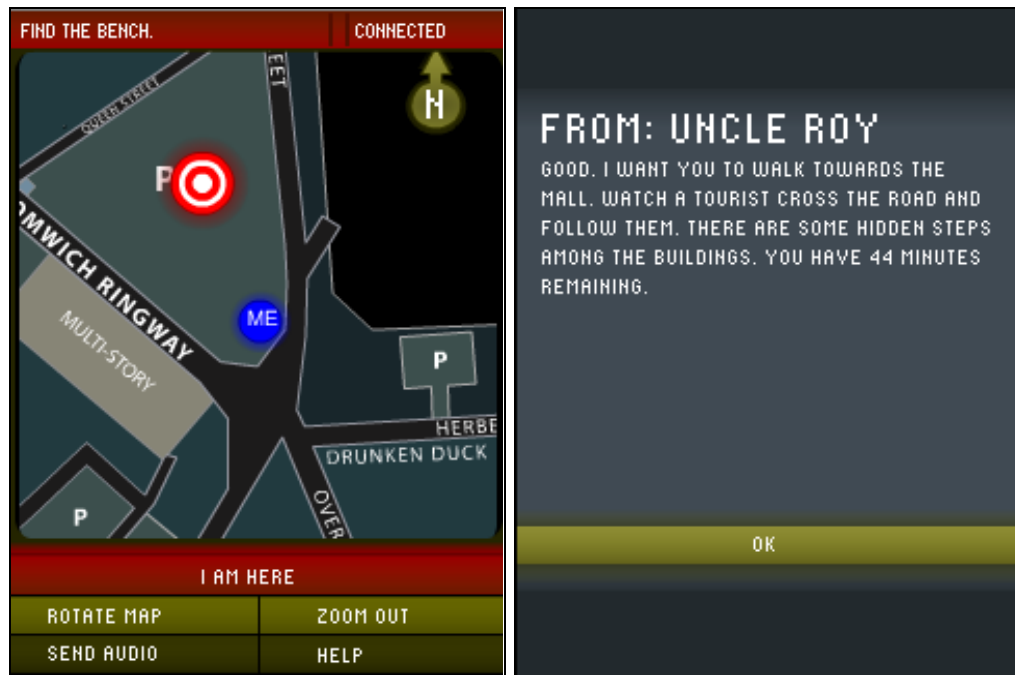 FIND THE BENCH.
CONNECTED
EET
N
QUEEN STREET
P
OMWICH RINGWAY
ME
MULTI-STORY
P
HERBE
DRUNKEN DUCK
OVER
P
I AM HERE
ROTATE MAP
ZOOM OUT
SEND AUDIO
HELP
FROM: UNCLE ROY
GOOD. I WANT YOU TO WALK TOWARDS THE
MALL. WATCH A TOURIST CROSS THE ROAD AND
FOLLOW THEM. THERE ARE SOME HIDDEN STEPS
AMONG THE BUILDINGS. YOU HAVE 44 MINUTES
REMAINING.
OK